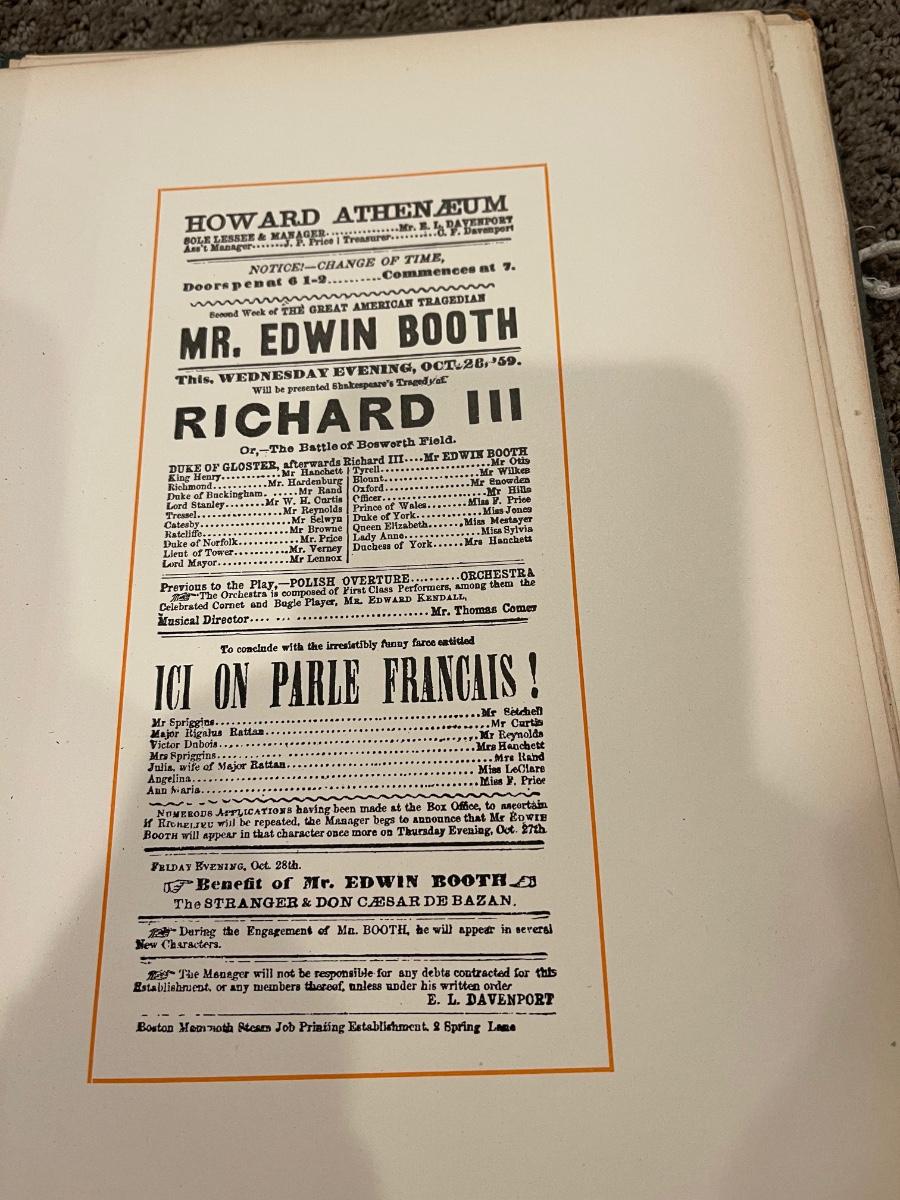 HOWARD ATHENÆUM
SOLE LESSEE & MANAGER..............Mr. E. L. DAVENPORT
Ass't Manager.......J. P. Price | Treasurer........G. F. Davenport
NOTICE!—CHANGE OF TIME,
Doors pen at 6 1-2..........Commences at 7.
Second Week of THE GREAT AMERICAN TRAGEDIAN
MR. EDWIN BOOTH
This, WEDNESDAY EVENING, OCT. 26, '59.
Will be presented Shakespeare's Tragedy of
RICHARD III
Or,—The Battle of Bosworth Field.
DUKE OF GLOSTER, afterwards Richard III....Mr EDWIN BOOTH
King Henry..........Mr Hanchett
Richmond..........Mr. Hardenburg
Duke of Buckingham. ......Mr Rand
Lord Stanley........Mr W. H. Curtis
Tressel..............Mr Reynolds
Catesby..............Mr Selwyn
Ratcliffe..............Mr Browne
Duke of Norfolk..........Mr. Price
Lieut of Tower..........Mr. Verney
Lord Mayor............Mr Lennox
Tyrell......................Mr Otis
Blount..................Mr Wilkes
Oxford................Mr Snowden
Officer....................Mr Hills
Prince of Wales......Miss F. Price
Duke of York..........Miss Jones
Queen Elizabeth......Miss Mestayer
Lady Anne............Miss Sylvia
Duchess of York......Mrs Hanchett
Previous to the Play,—POLISH OVERTURE.........ORCHESTRA
The Orchestra is composed of First Class Performers, among them the
Celebrated Cornet and Bugle Player, MR. EDWARD KENDALL,
Musical Director.... ... ......................Mr. Thomas Comer
To conclude with the irresistibly funny farce entitled
ICI ON PARLE FRANCAIS !
Mr Spriggins........................................Mr Setchell
Major Rigalus Rattan..................................Mr Curtis
Victor Dubois.......................................Mr Reynolds
Mrs Spriggins......................................Mrs Hanchett
Julia, wife of Major Rattan............................Mrs Rand
Angelina...........................................Miss LeClare
Ann Maria..........................................Miss F. Price
NUMEROUS APPLICATIONS having been made at the Box Office, to ascertain
if RICHELIEU will be repeated, the Manager begs to announce that Mr EDWIN
BOOTH will appear in that character once more on Thursday Evening, Oct. 27th.
FRIDAY EVENING, Oct. 28th.
Benefit of Mr. EDWIN BOOTH
The STRANGER & DON CÆSAR DE BAZAN.
During the Engagement of MR. BOOTH, he will appear in several
New Characters.
The Manager will not be responsible for any debts contracted for this
Establishment, or any members thereof, unless under his written order
E. L. DAVENPORT
Boston Mammoth Steam Job Printing Establishment. 2 Spring Lane